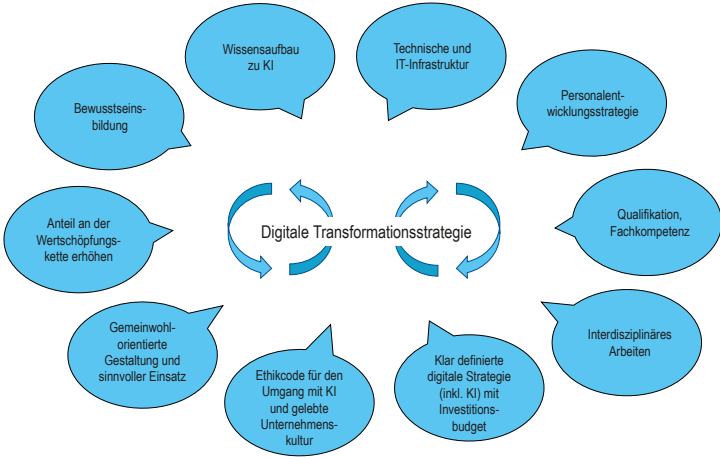 Wissensaufbau
zu KI
Technische und
IT-Infrastruktur
Personalent-
wicklungsstrategie
Qualifikation,
Fachkompetenz
Interdisziplinäres
Arbeiten
Klar definierte
digitale Strategie
(inkl. KI) mit
Investitions-
budget
Ethikcode für den
Umgang mit KI
und gelebte
Unternehmens-
kultur
Gemeinwohl-
orientierte
Gestaltung und
sinnvoller Einsatz
Anteil an der
Wertschöpfungs-
kette erhöhen
Bewusstseins-
bildung
Digitale Transformationsstrategie